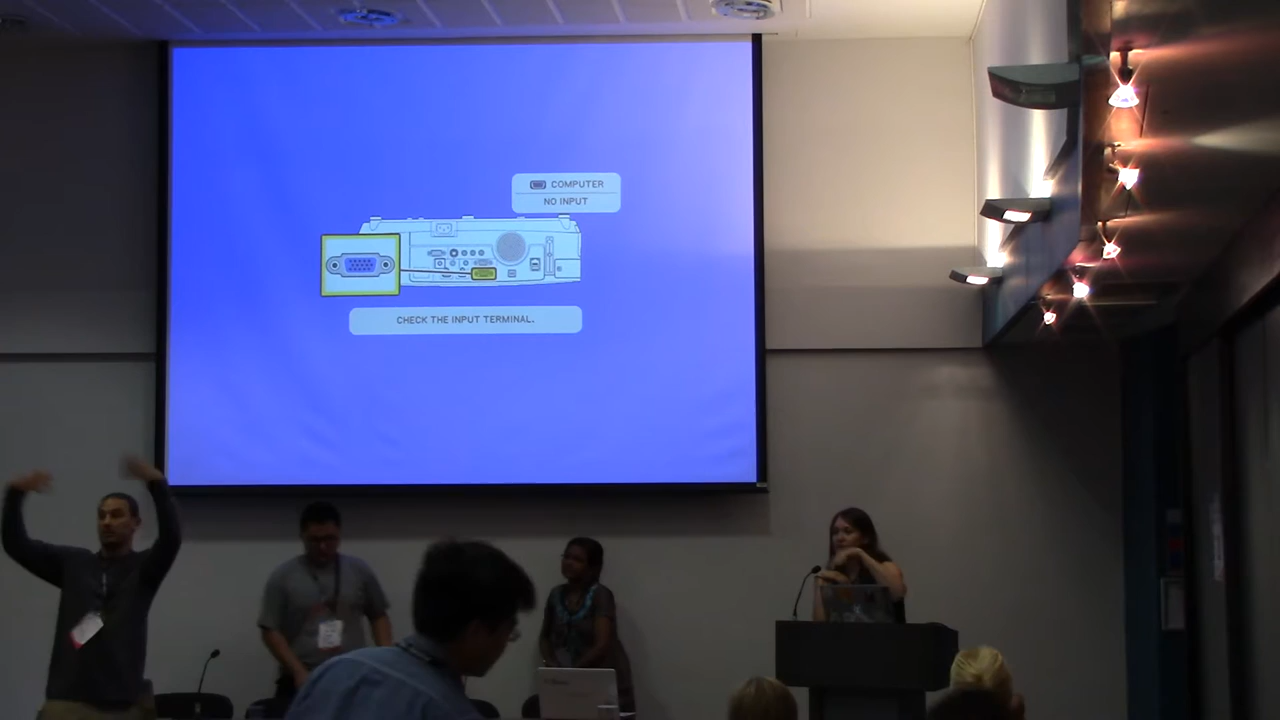 COMPUTER
NO INPUT
CHECK THE INPUT TERMINAL.